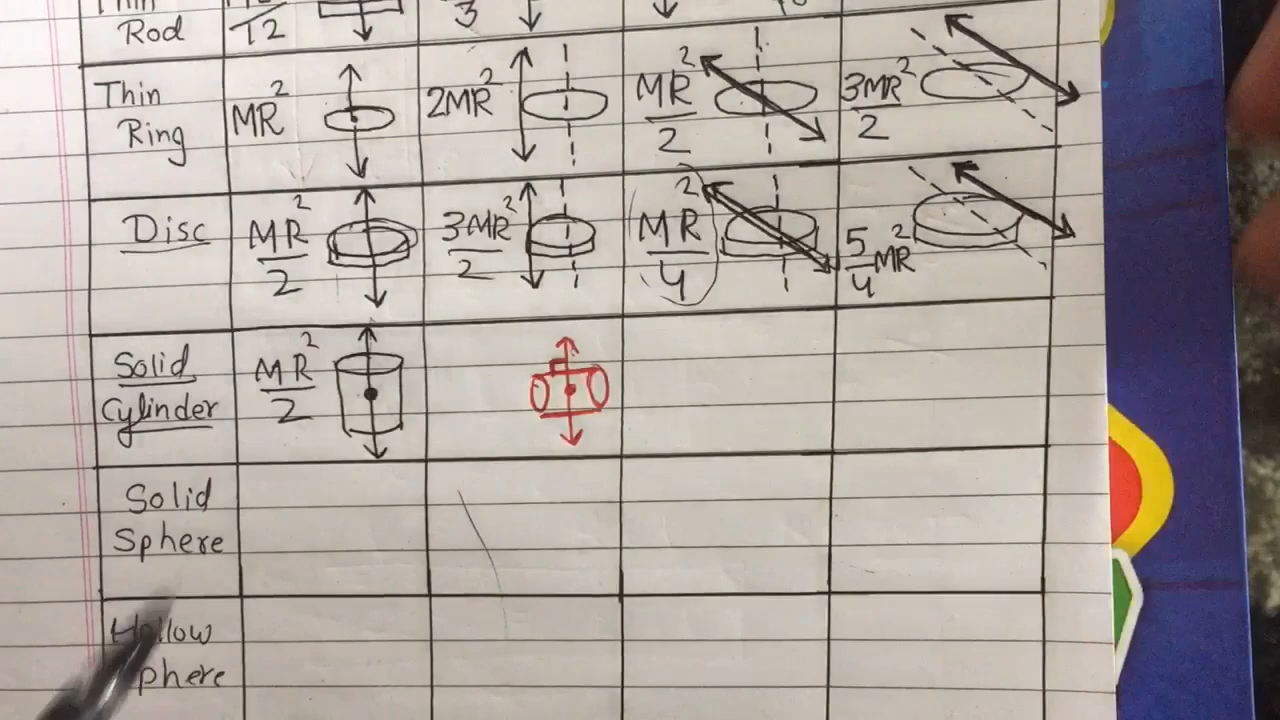 Rod 12 3
Thin
Ring
MR²
2MR²
MR²/2
3MR²/2
Disc
MR²/2
3MR²/2
MR²/4
5/4 MR²
Solid
Cylinder
MR²/2
Solid
Sphere
Hollow
phere